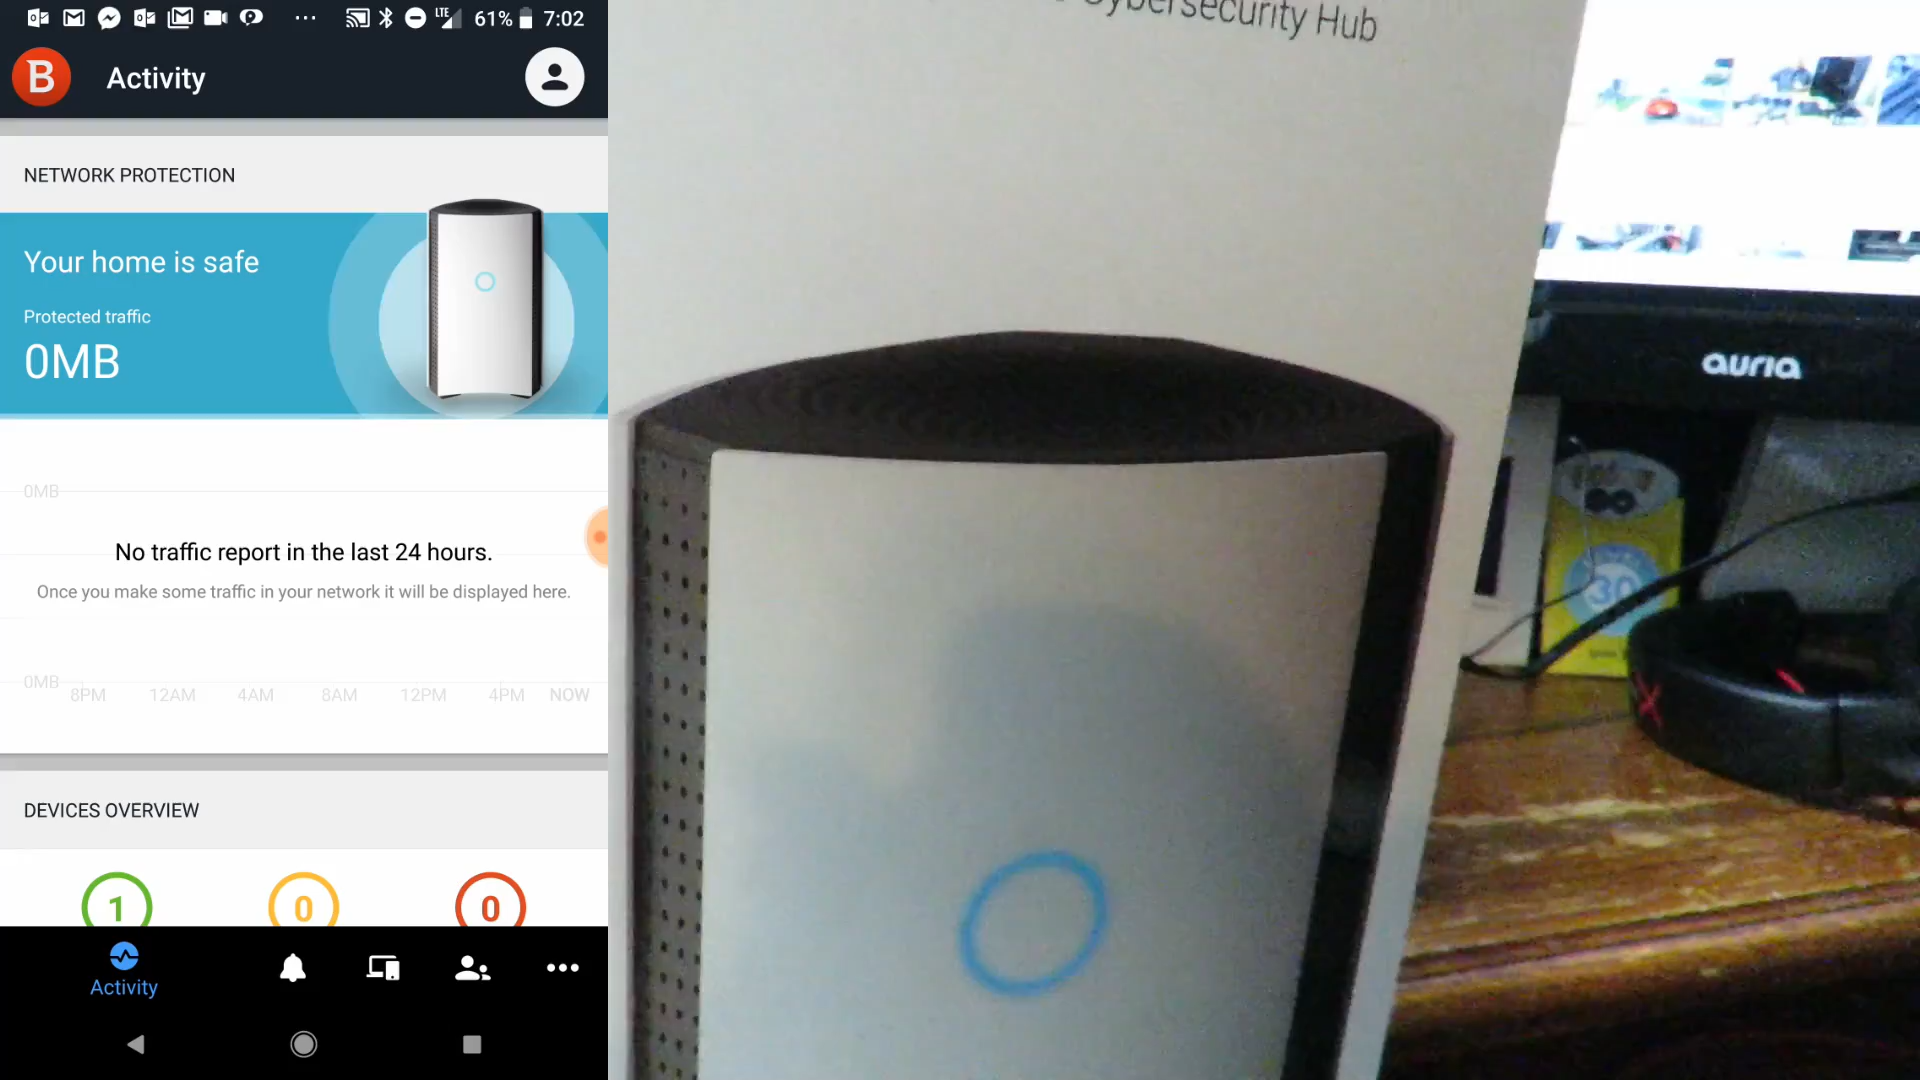 LTE 61% 7:02
B Activity
NETWORK PROTECTION
Your home is safe
Protected traffic
0MB
0MB
No traffic report in the last 24 hours.
Once you make some traffic in your network it will be displayed here.
0MB
8PM 12AM 4AM 8AM 12PM 4PM NOW
DEVICES OVERVIEW
1 0 0
Activity
Cybersecurity Hub
auria
30